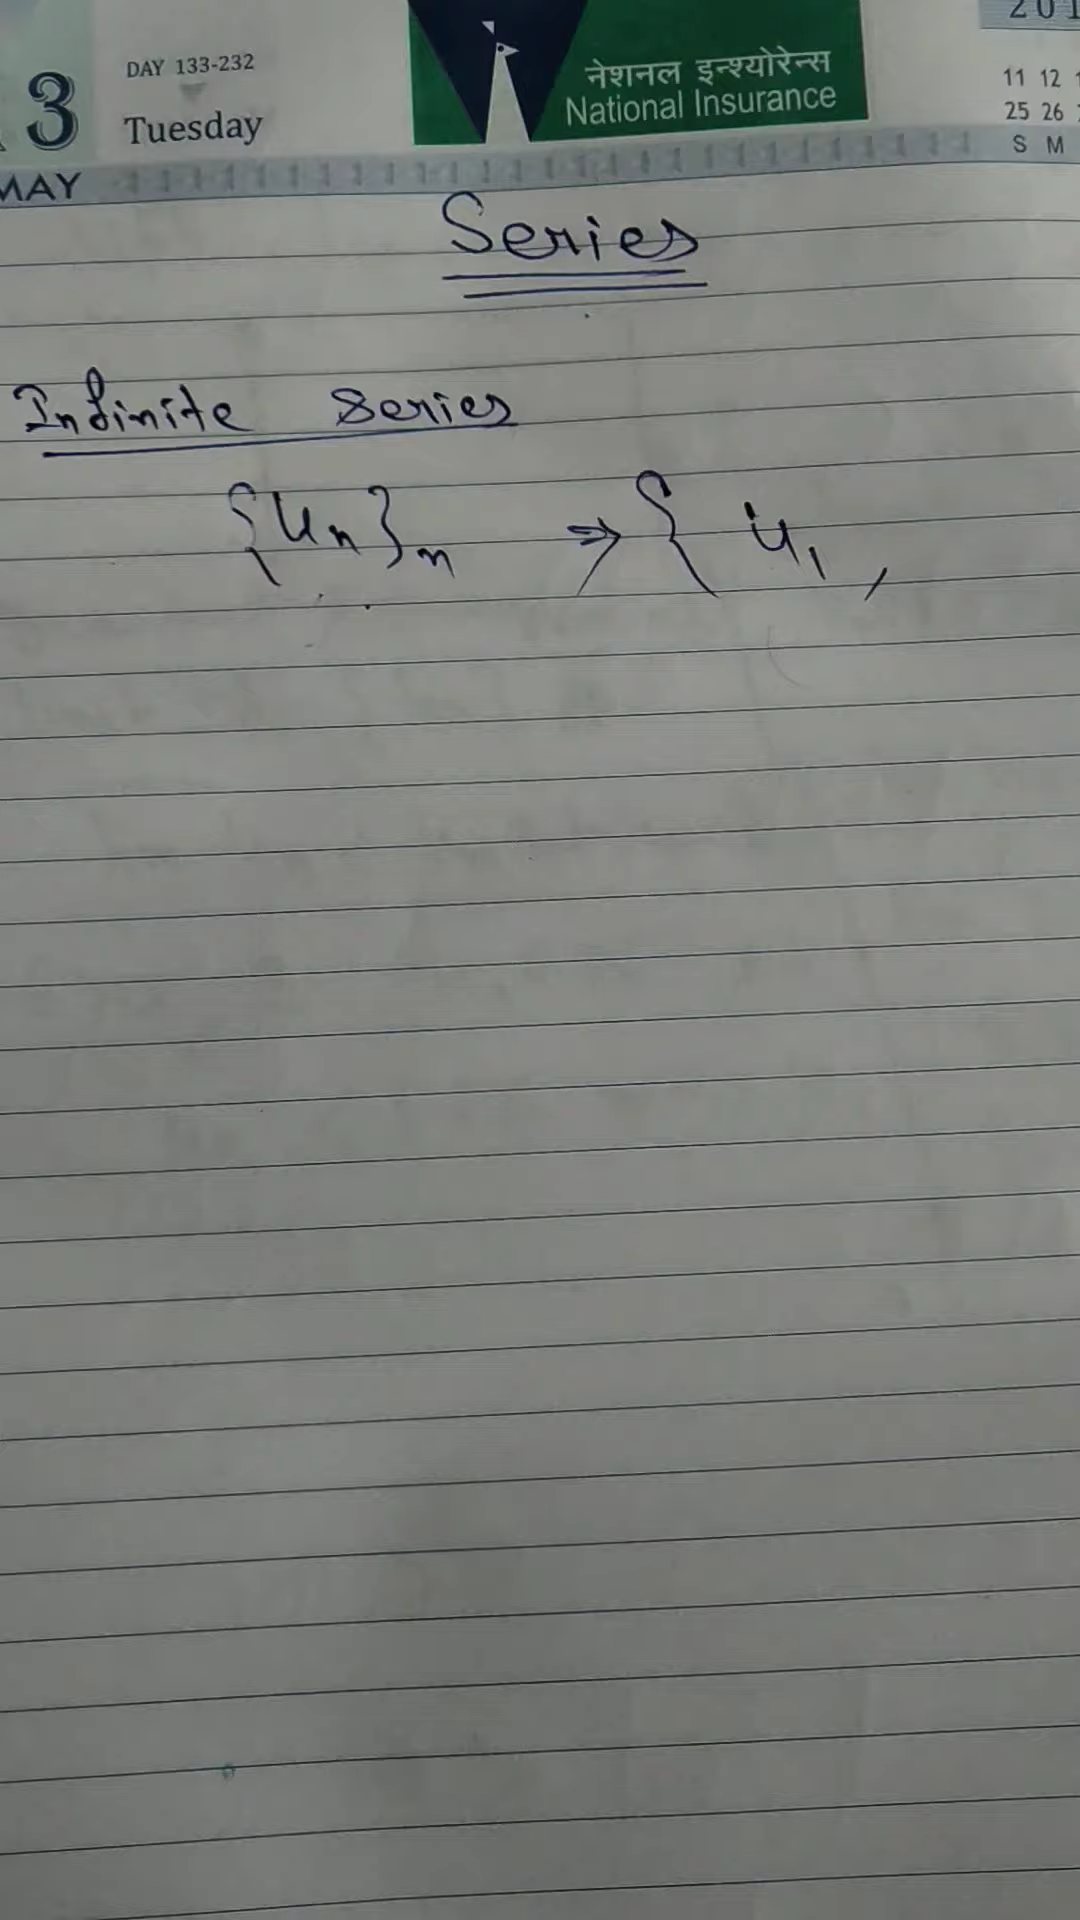 201
3
DAY 133-232
Tuesday
नेशनल इन्श्योरेन्स
National Insurance
11 12
25 26
S M
MAY
Series
Infinite series
{un}n ⇒ { u1 ,